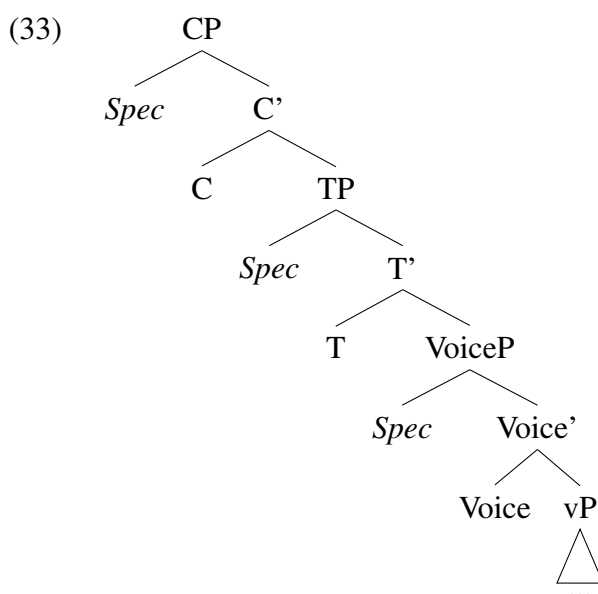 (33) CP
Spec C’
C TP
Spec T’
T VoiceP
Spec Voice’
Voice vP